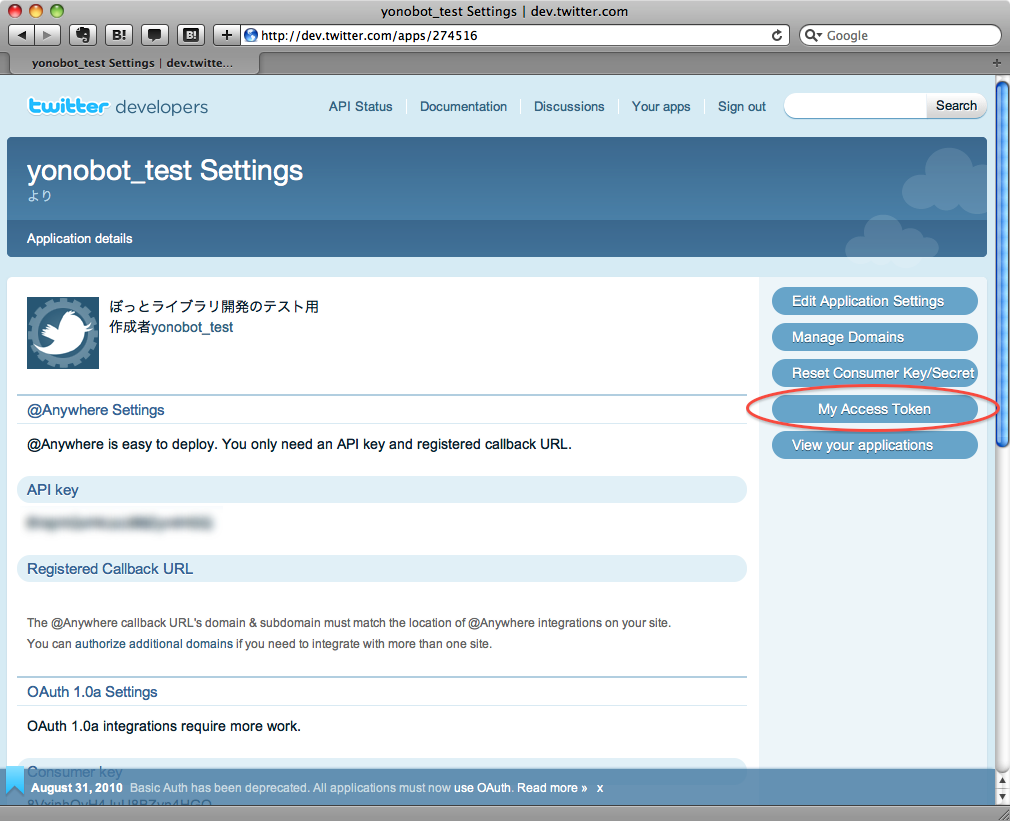 yonobot_test Settings | dev.twitter.com
B! B!
http://dev.twitter.com/apps/274516
Google
yonobot_test Settings | dev.twitte...
twitter developers
API Status
Documentation
Discussions
Your apps
Sign out
Search
yonobot_test Settings
より
Application details
ぼっとライブラリ開発のテスト用
作成者yonobot_test
Edit Application Settings
Manage Domains
Reset Consumer Key/Secret
My Access Token
View your applications
@Anywhere Settings
@Anywhere is easy to deploy. You only need an API key and registered callback URL.
API key
Registered Callback URL
The @Anywhere callback URL's domain & subdomain must match the location of @Anywhere integrations on your site.
You can authorize additional domains if you need to integrate with more than one site.
OAuth 1.0a Settings
OAuth 1.0a integrations require more work.
Consumer key
August 31, 2010 Basic Auth has been deprecated. All applications must now use OAuth. Read more » x